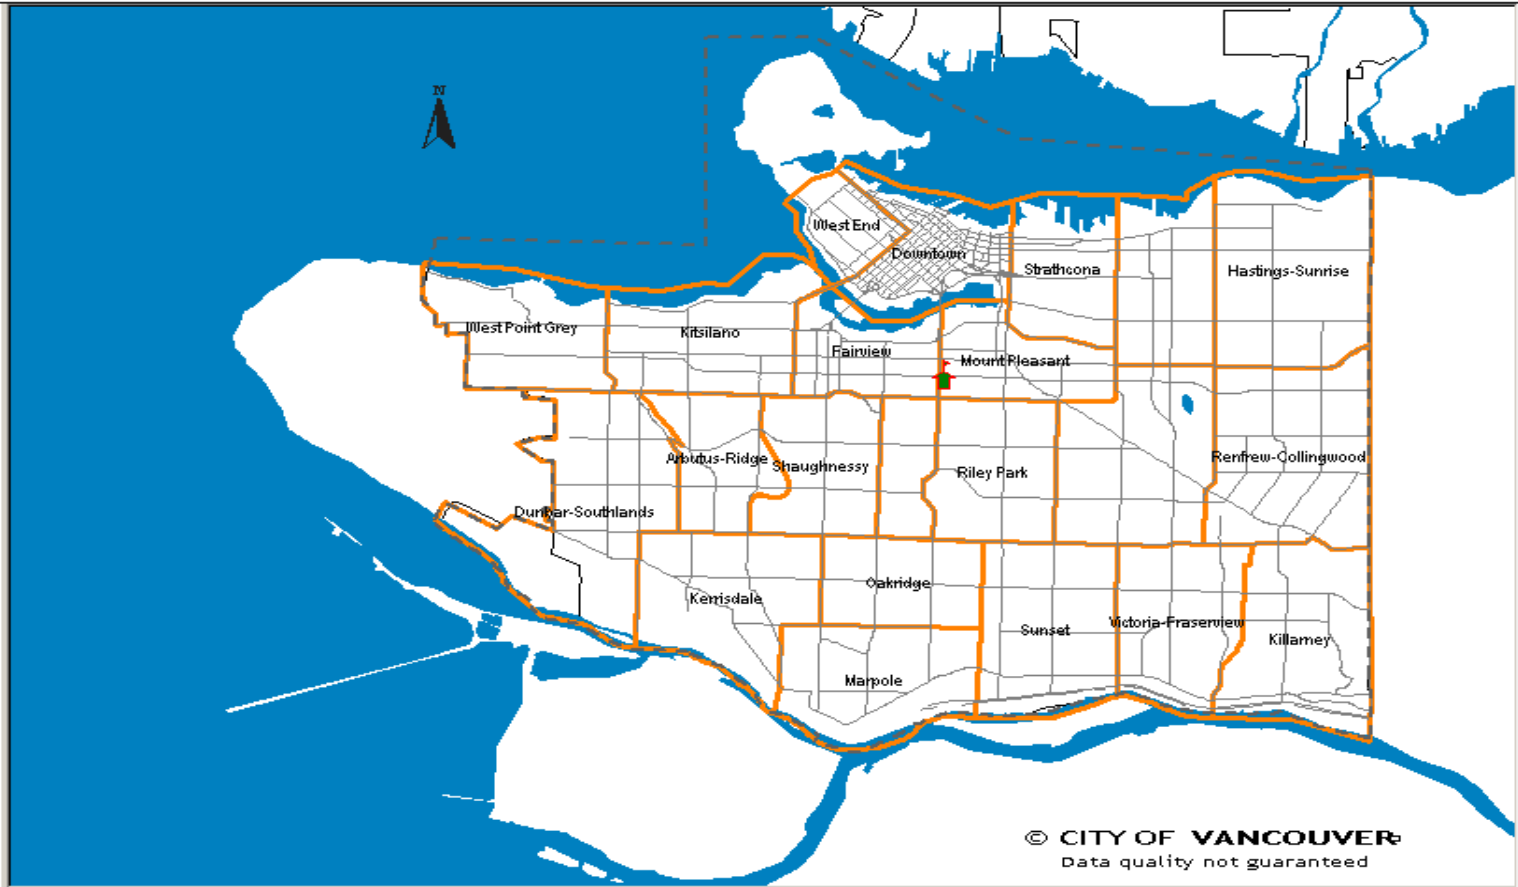 N
West End
Downtown
Strathcona
Hastings-Sunrise
West Point Grey
Kitsilano
Fairview
Mount Pleasant
Arbutus-Ridge
Shaughnessy
Riley Park
Renfrew-Collingwood
Dunbar-Southlands
Kerrisdale
Oakridge
Sunset
Victoria-Fraserview
Killarney
Marpole
© CITY OF VANCOUVER
Data quality not guaranteed